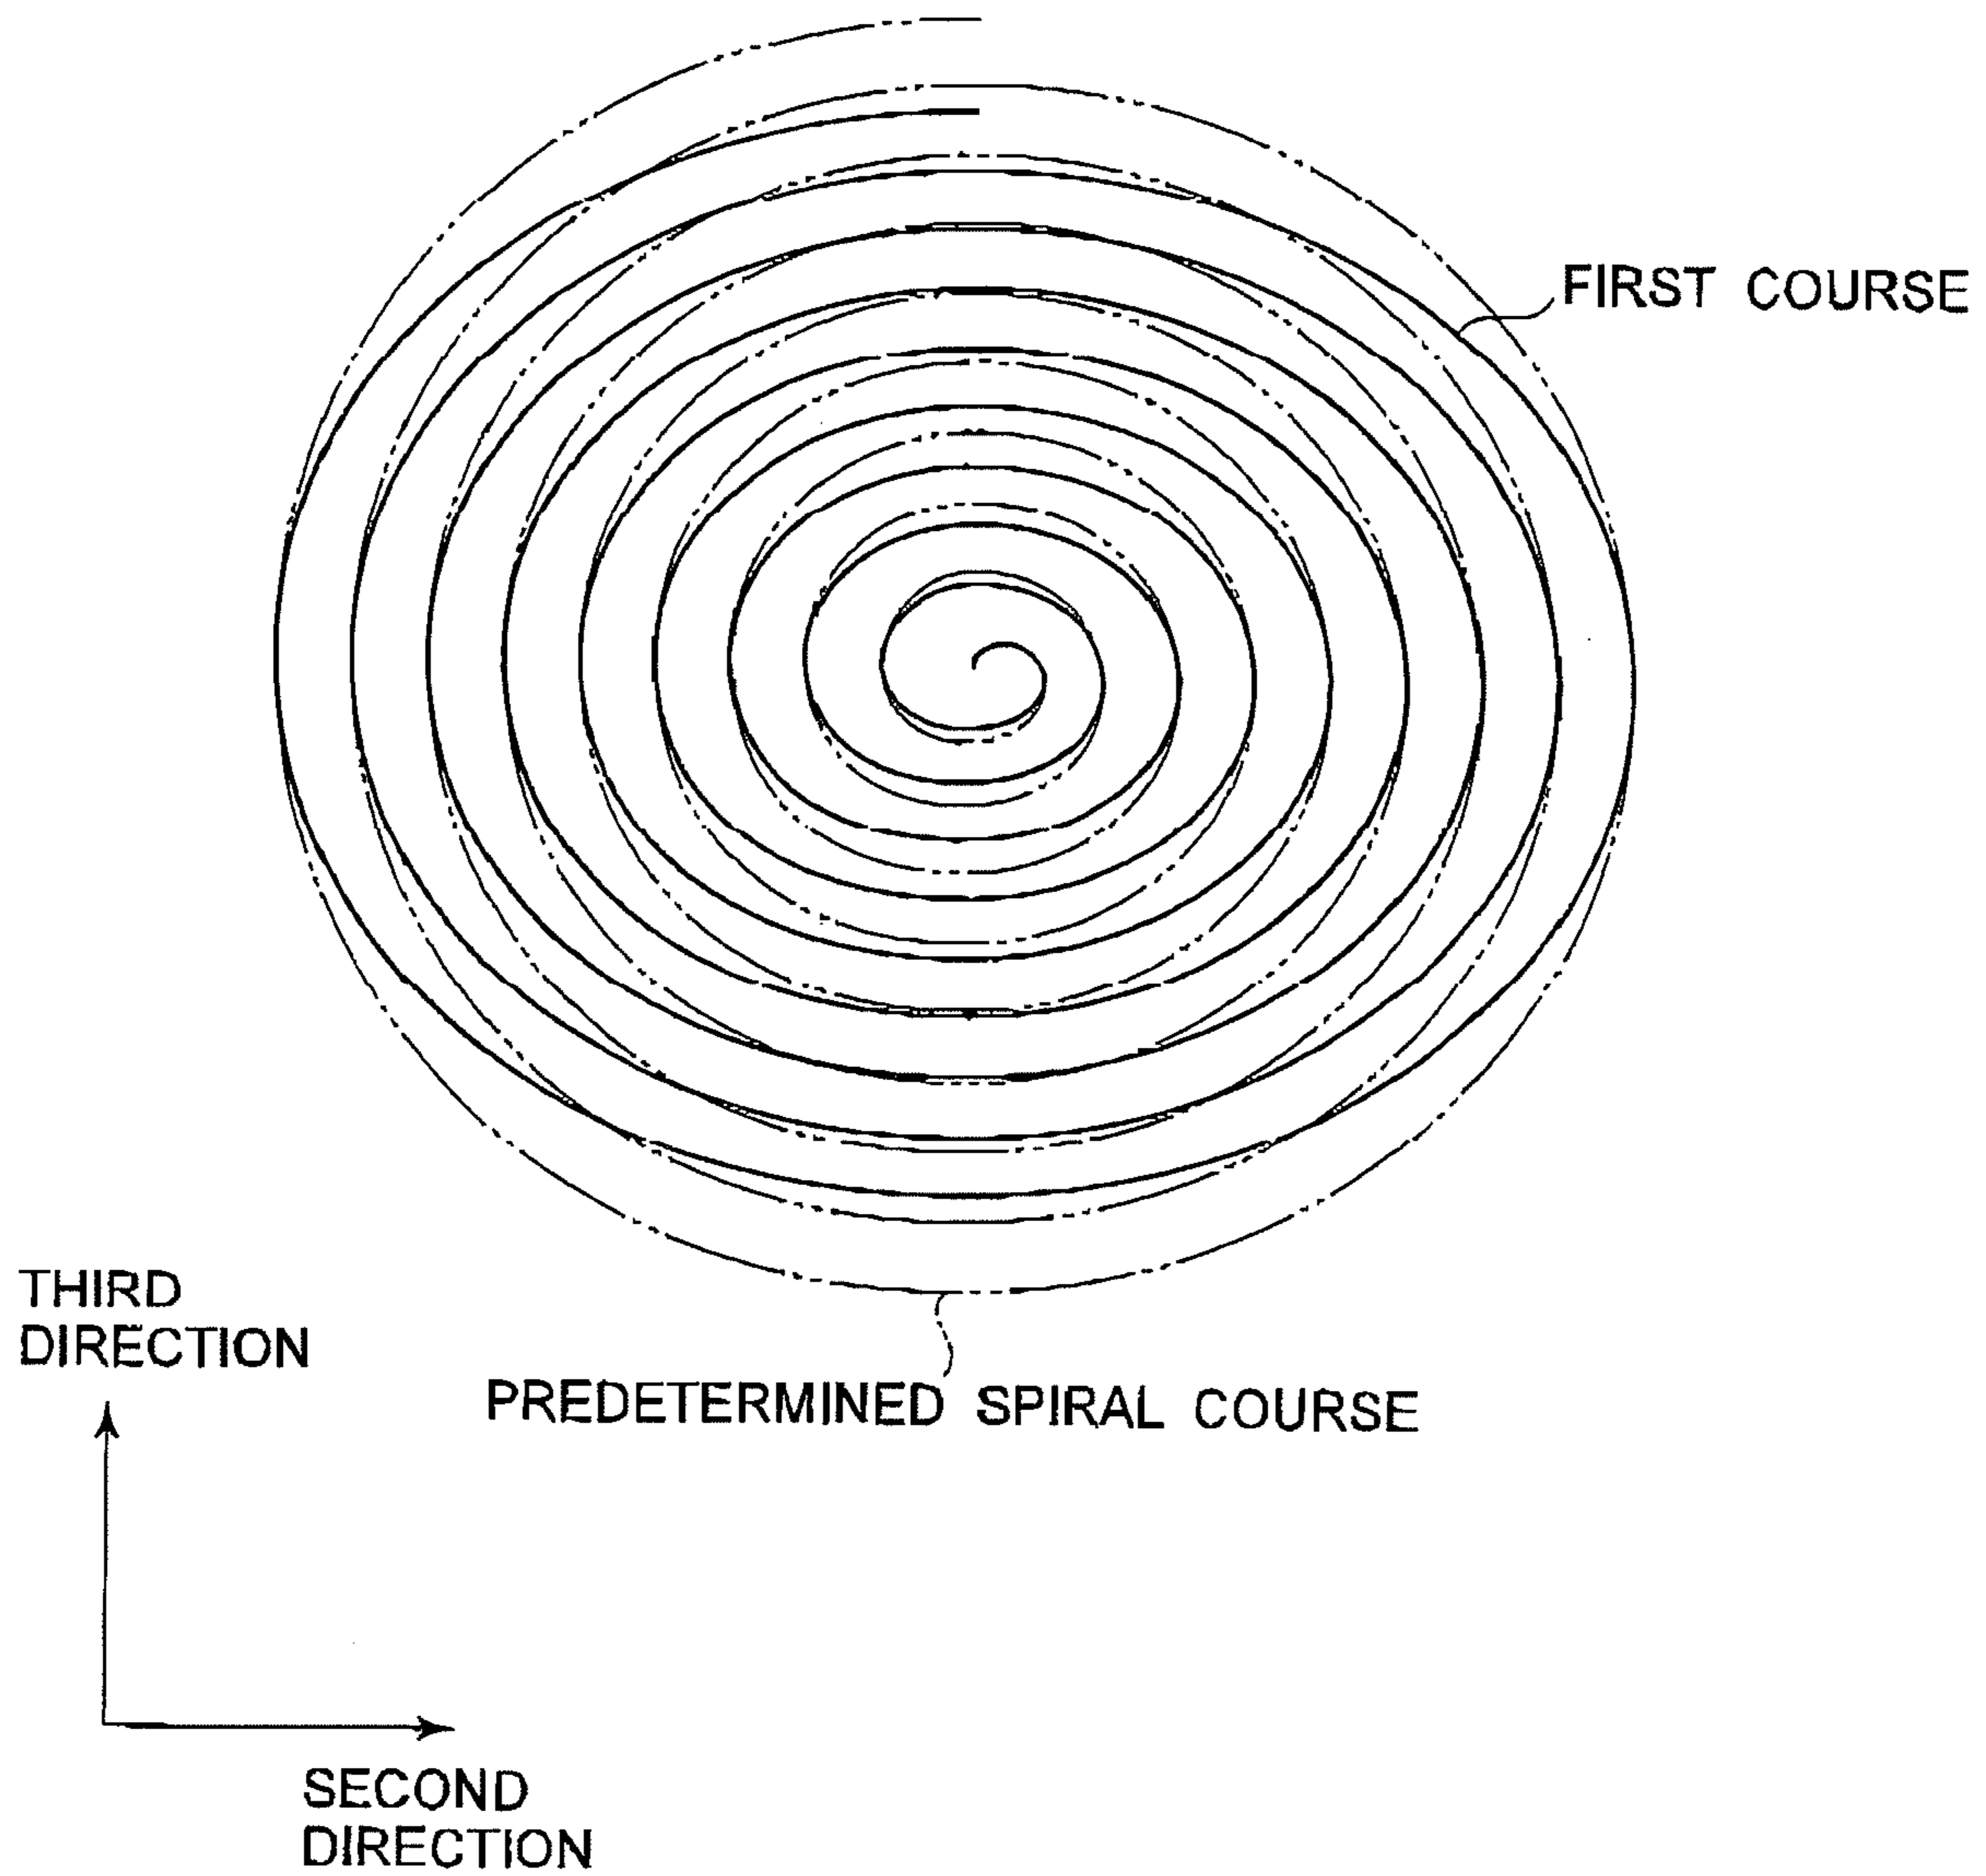 FIRST COURSE
THIRD
DIRECTION
PREDETERMINED SPIRAL COURSE
SECOND
DIRECTION